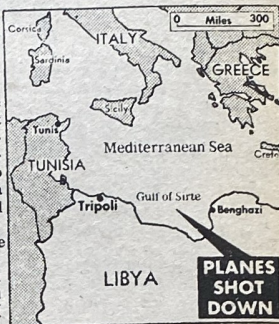 0 Miles 300
Corsica
ITALY
Sardinia
GREECE
Sicily
Tunis
Mediterranean Sea
Crete
TUNISIA
Tripoli
Gulf of Sirte
Benghazi
LIBYA
PLANES
SHOT
DOWN